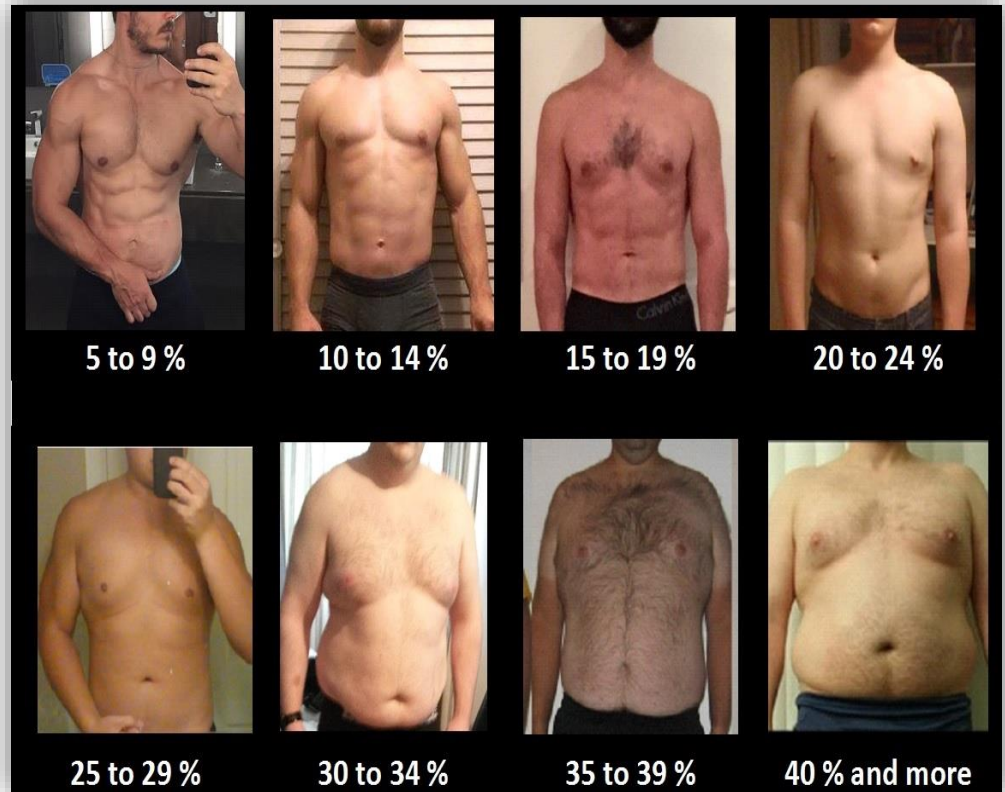 5 to 9 %
10 to 14 %
15 to 19 %
20 to 24 %
25 to 29 %
30 to 34 %
35 to 39 %
40 % and more